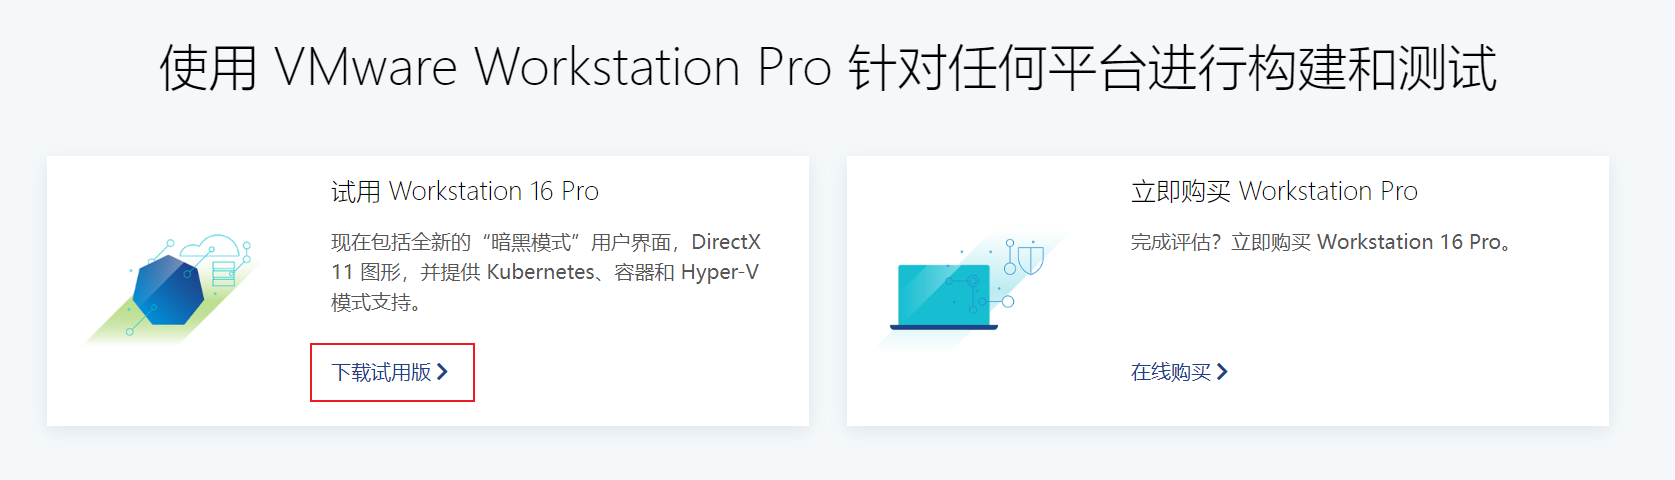 使用 VMware Workstation Pro 针对任何平台进行构建和测试
试用 Workstation 16 Pro
现在包括全新的“暗黑模式”用户界面，DirectX
11 图形，并提供 Kubernetes、容器和 Hyper-V
模式支持。
下载试用版
立即购买 Workstation Pro
完成评估？立即购买 Workstation 16 Pro。
在线购买